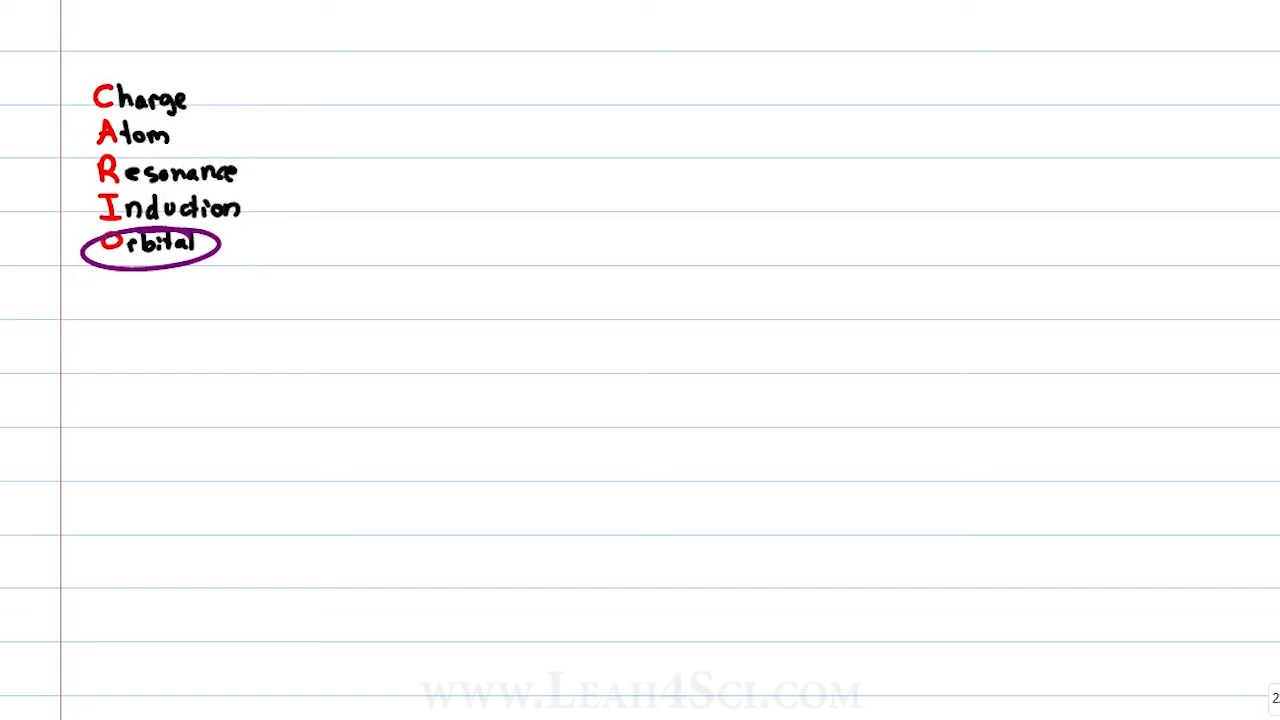 Charge
Atom
Resonance
Induction
Orbital
www.Leah4Sci.com